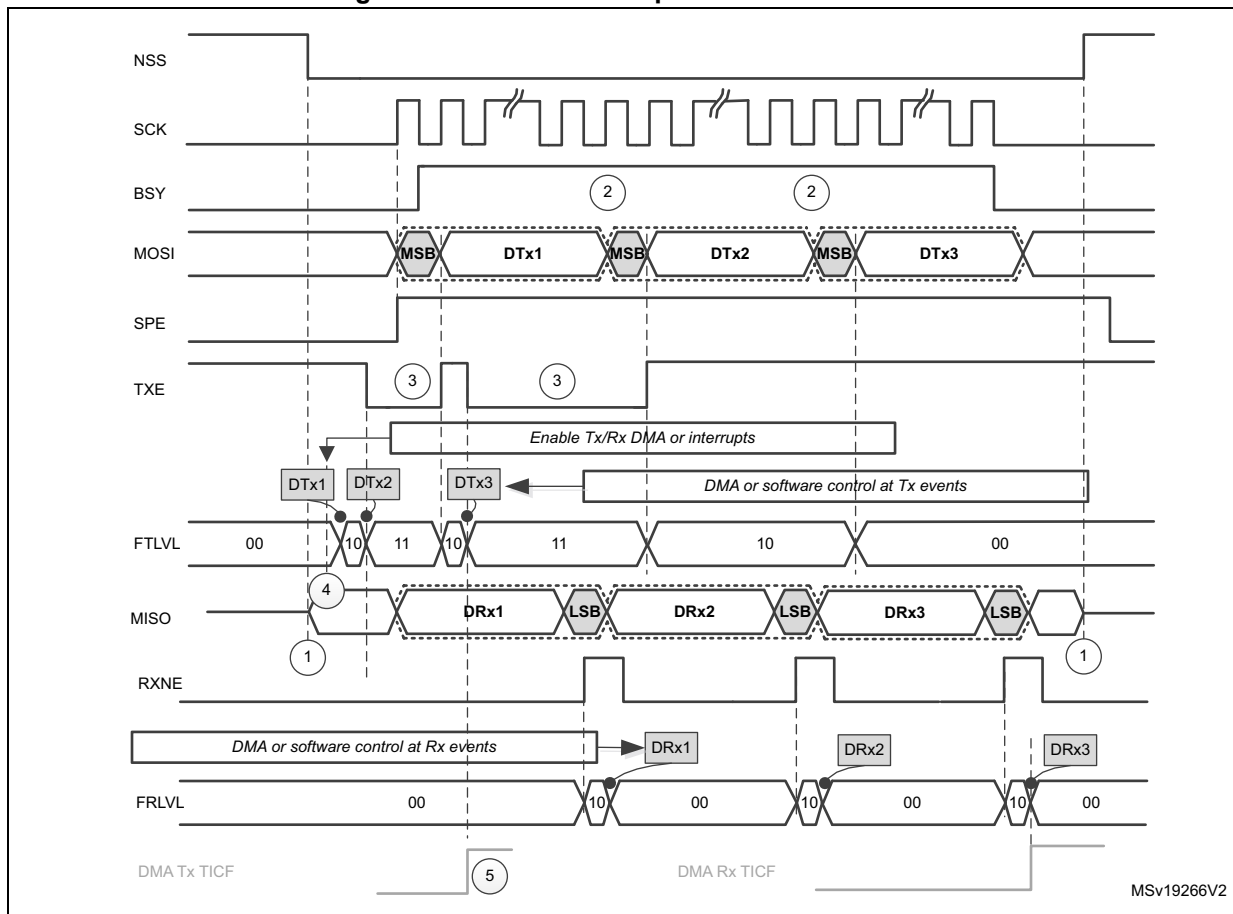 NSS
SCK
BSY
2 2
MOSI
MSB DTx1 MSB DTx2 MSB DTx3
SPE
TXE
3 3
Enable Tx/Rx DMA or interrupts
DTx1 DTx2 DTx3 DMA or software control at Tx events
FTLVL 00 10 11 10 11 10 00
4
MISO DRx1 LSB DRx2 LSB DRx3 LSB
1 1
RXNE
DMA or software control at Rx events DRx1 DRx2 DRx3
FRLVL 00 10 00 10 00 10 00
DMA Tx TICF 5 DMA Rx TICF
MSv19266V2